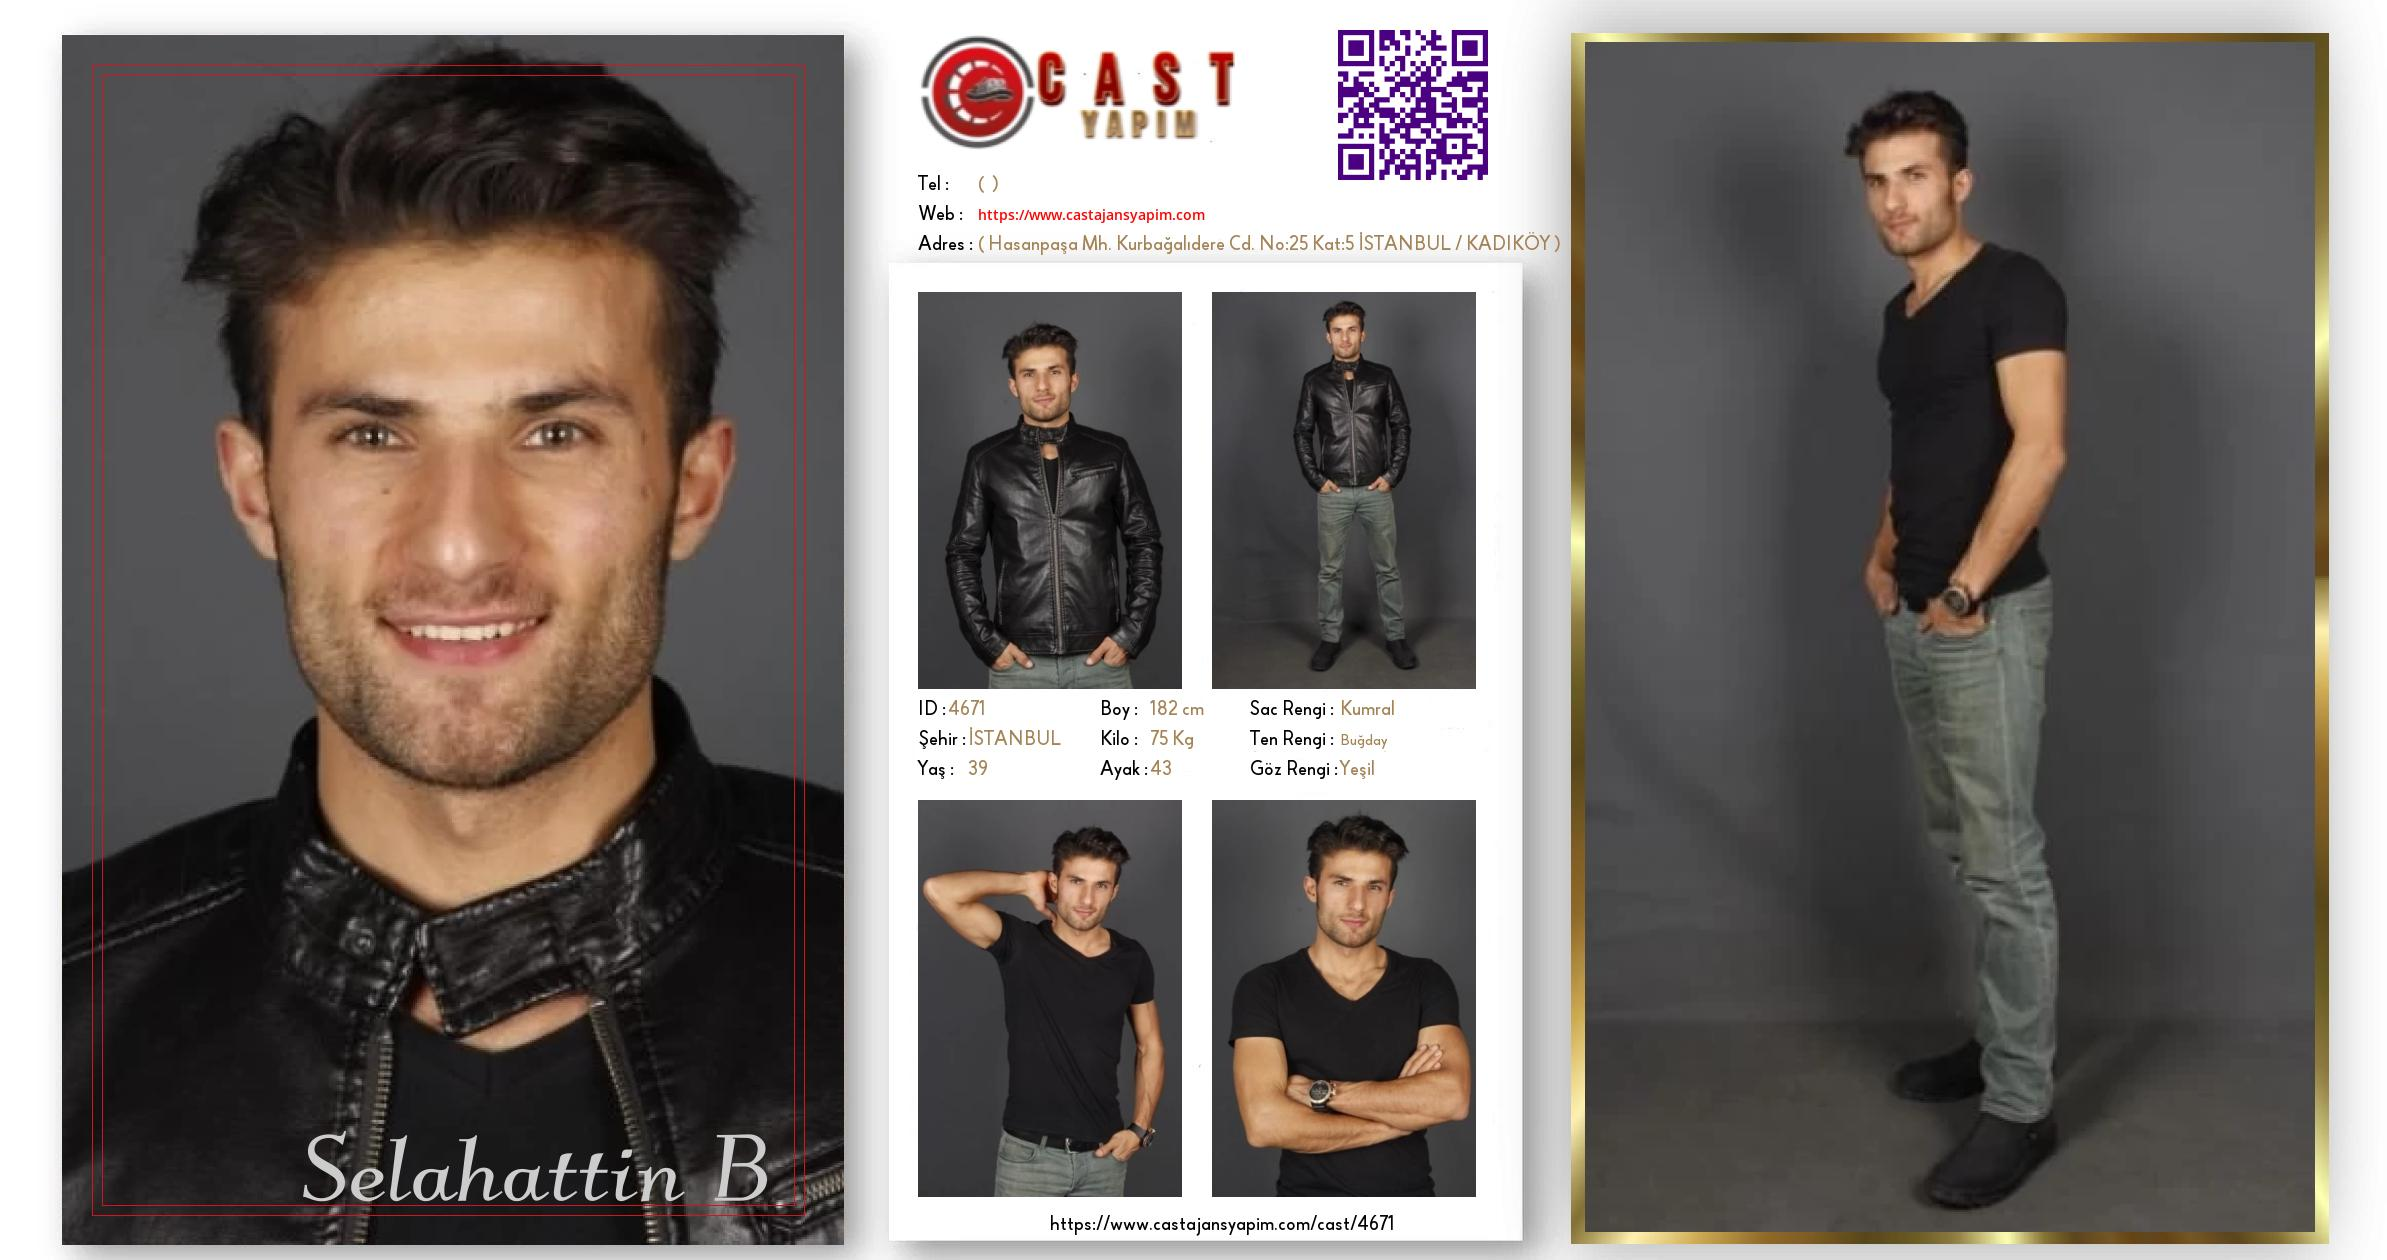 Selahattin B
CAST
YAPIM
Tel : ( )
Web : https://www.castajansyapim.com
Adres : ( Hasanpaşa Mh. Kurbağalıdere Cd. No:25 Kat:5 İSTANBUL / KADIKÖY )
ID : 4671 Boy : 182 cm Sac Rengi : Kumral
Şehir : İSTANBUL Kilo : 75 Kg Ten Rengi : Buğday
Yaş : 39 Ayak : 43 Göz Rengi : Yeşil
https://www.castajansyapim.com/cast/4671